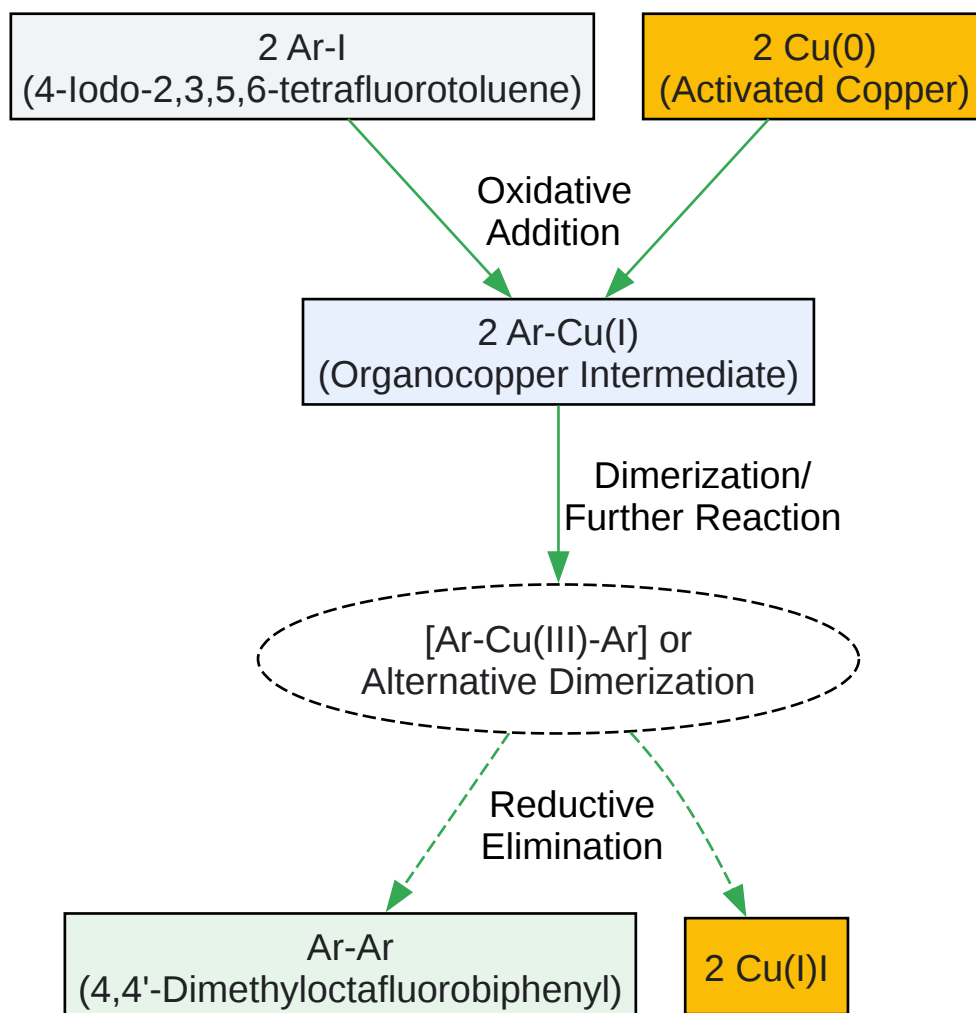 2 Ar-I
(4-Iodo-2,3,5,6-tetrafluorotoluene)
2 Cu(0)
(Activated Copper)
Oxidative
Addition
2 Ar-Cu(I)
(Organocopper Intermediate)
Dimerization/
Further Reaction
[Ar-Cu(III)-Ar] or
Alternative Dimerization
Reductive
Elimination
Ar-Ar
(4,4'-Dimethyloctafluorobiphenyl)
2 Cu(I)I